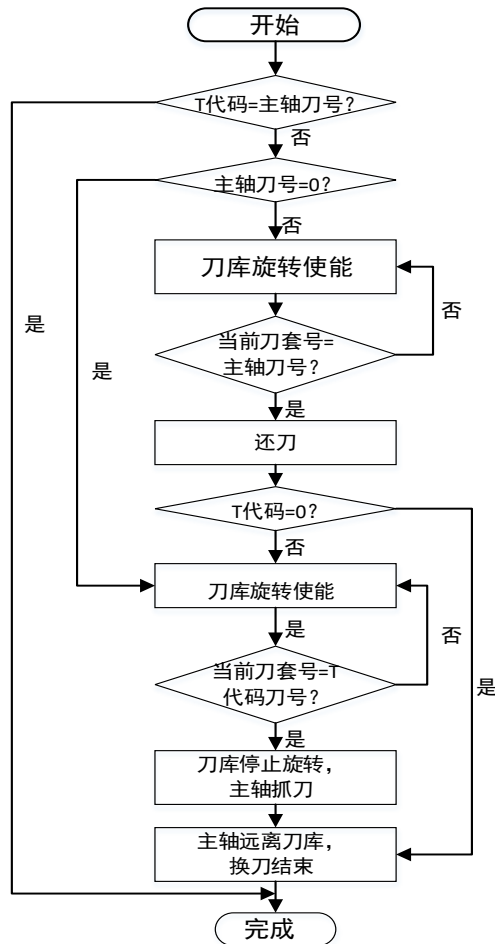 开始
T代码=主轴刀号？
否
主轴刀号=0？
否
刀库旋转使能
否
是
是
当前刀套号=
主轴刀号？
是
还刀
T代码=0？
否
刀库旋转使能
是
否
当前刀套号=T
代码刀号？
是
是
刀库停止旋转，
主轴抓刀
主轴远离刀库，
换刀结束
完成